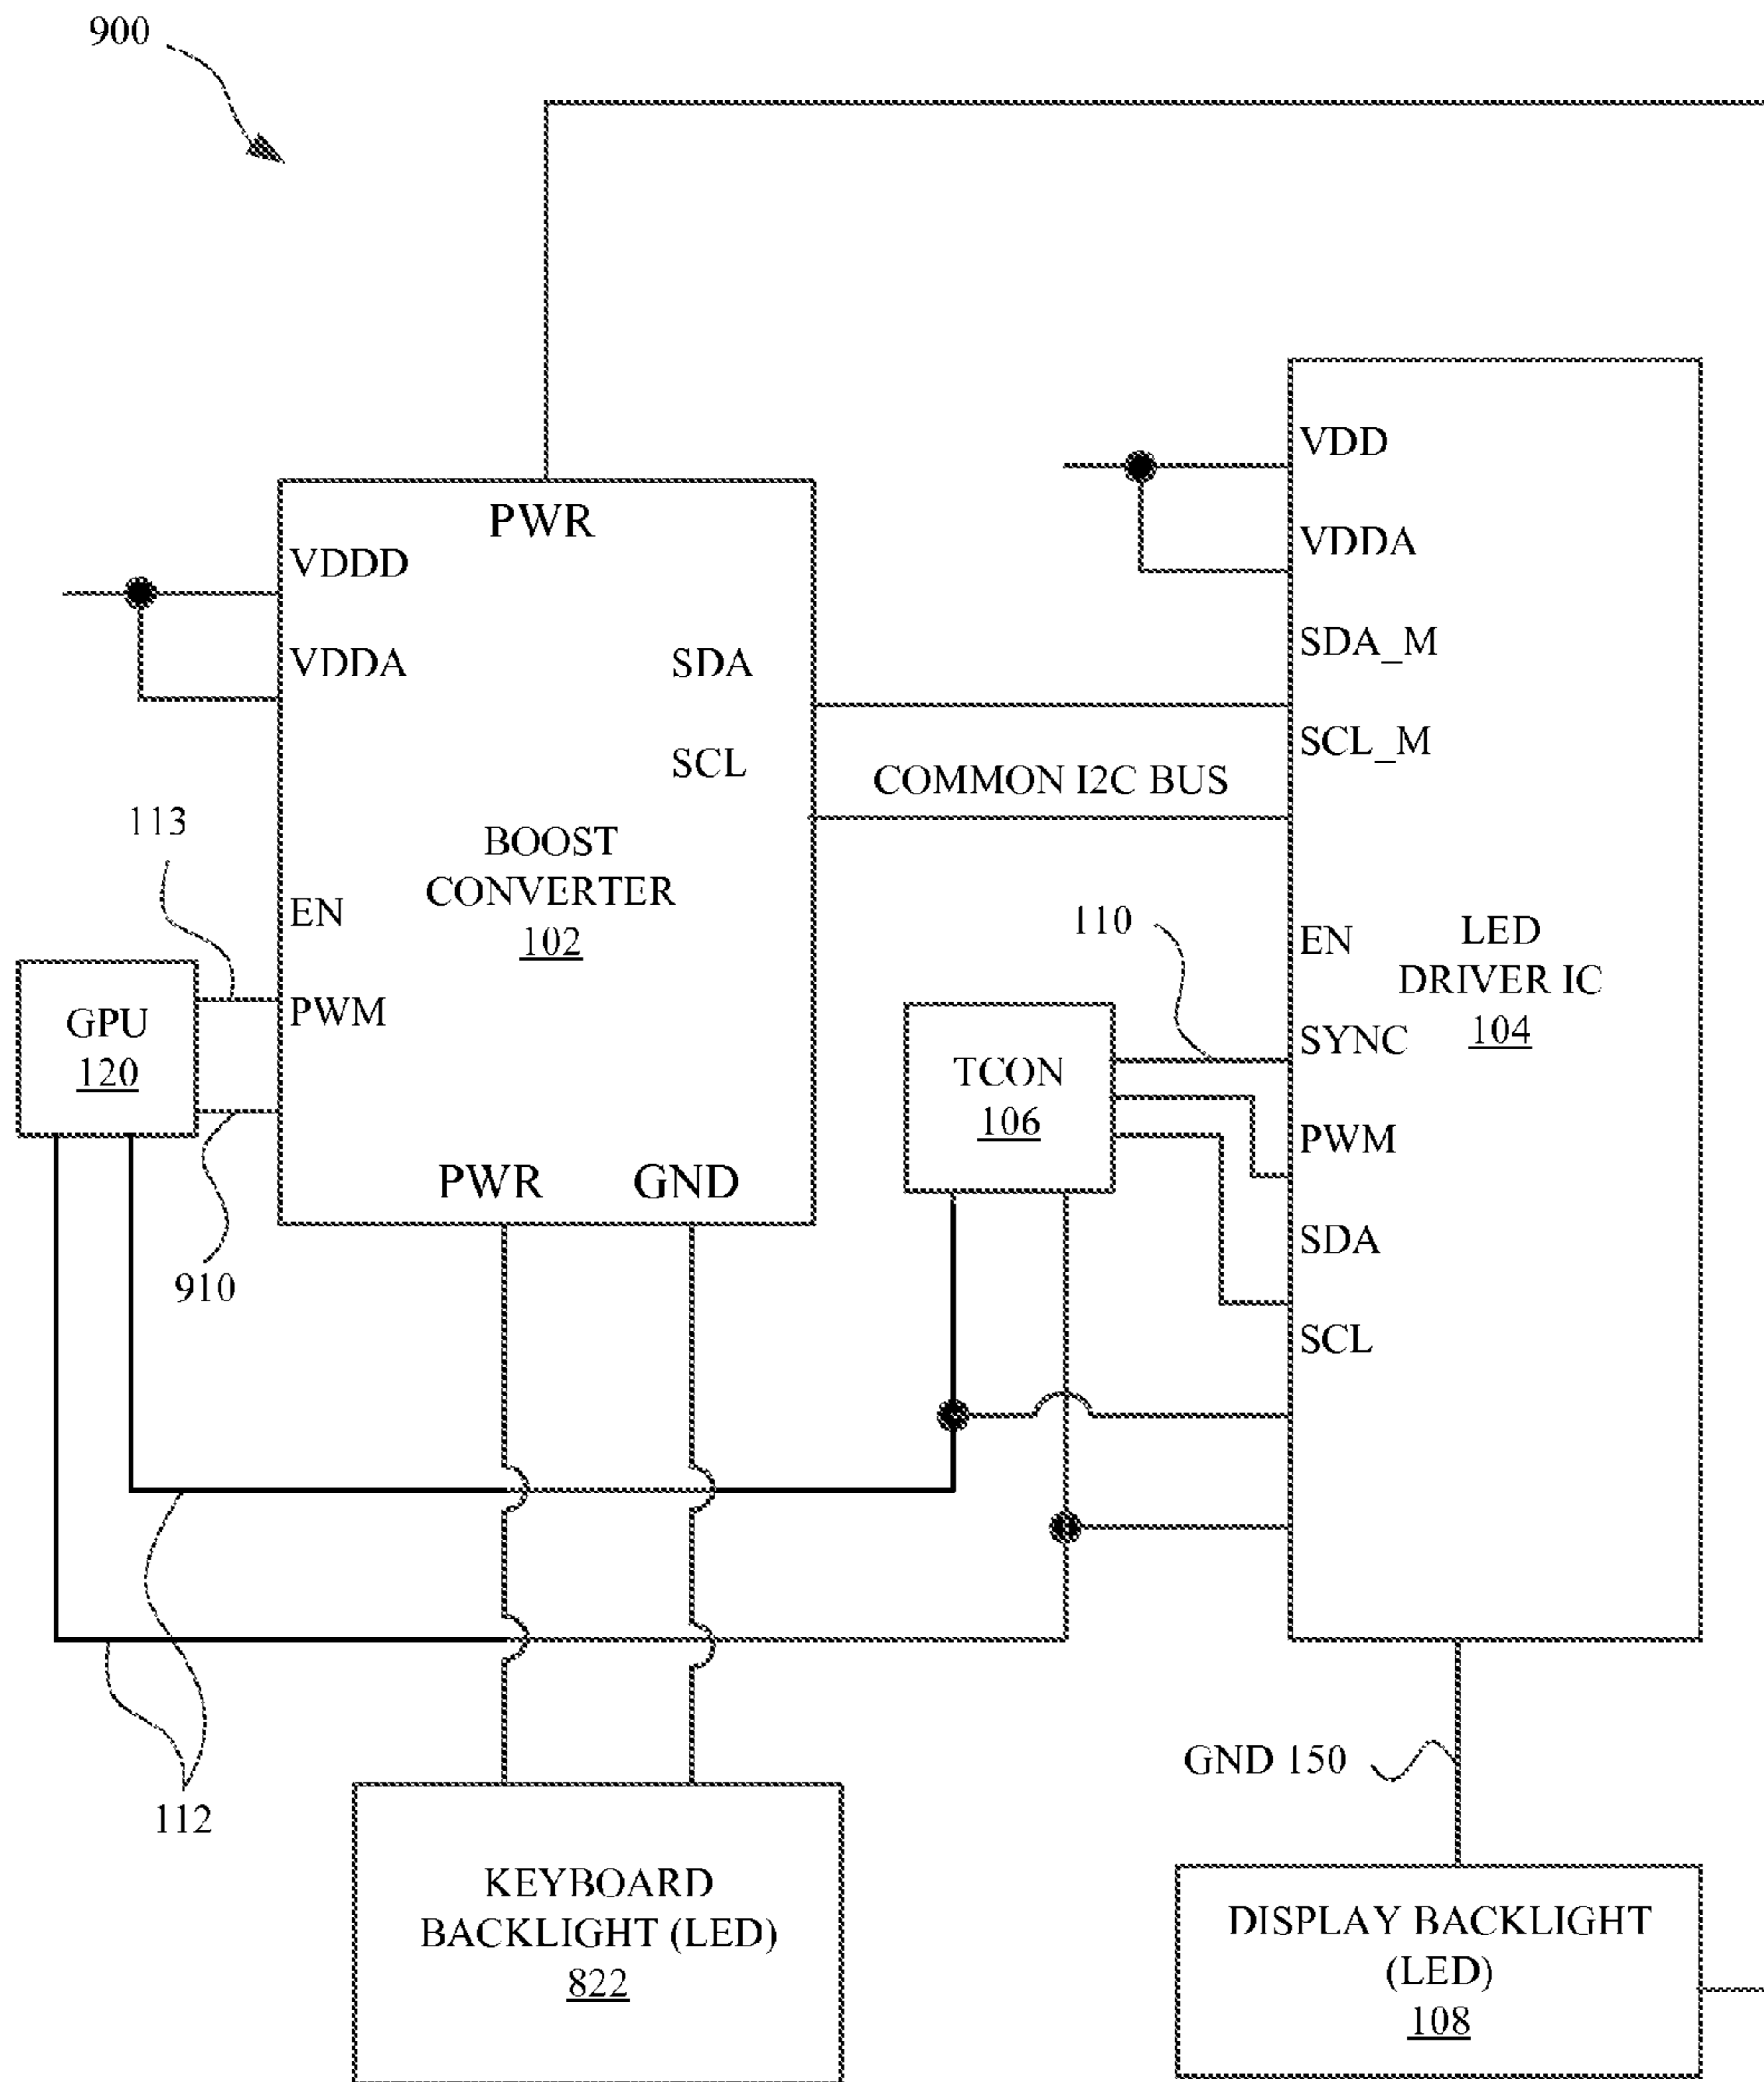 900
PWR
VDDD
VDDA
SDA
SCL
BOOST
CONVERTER
102
EN
PWM
PWR
GND
113
GPU
120
910
COMMON I2C BUS
VDD
VDDA
SDA_M
SCL_M
EN
SYNC
PWM
SDA
SCL
LED
DRIVER IC
104
110
TCON
106
112
GND 150
KEYBOARD
BACKLIGHT (LED)
822
DISPLAY BACKLIGHT
(LED)
108